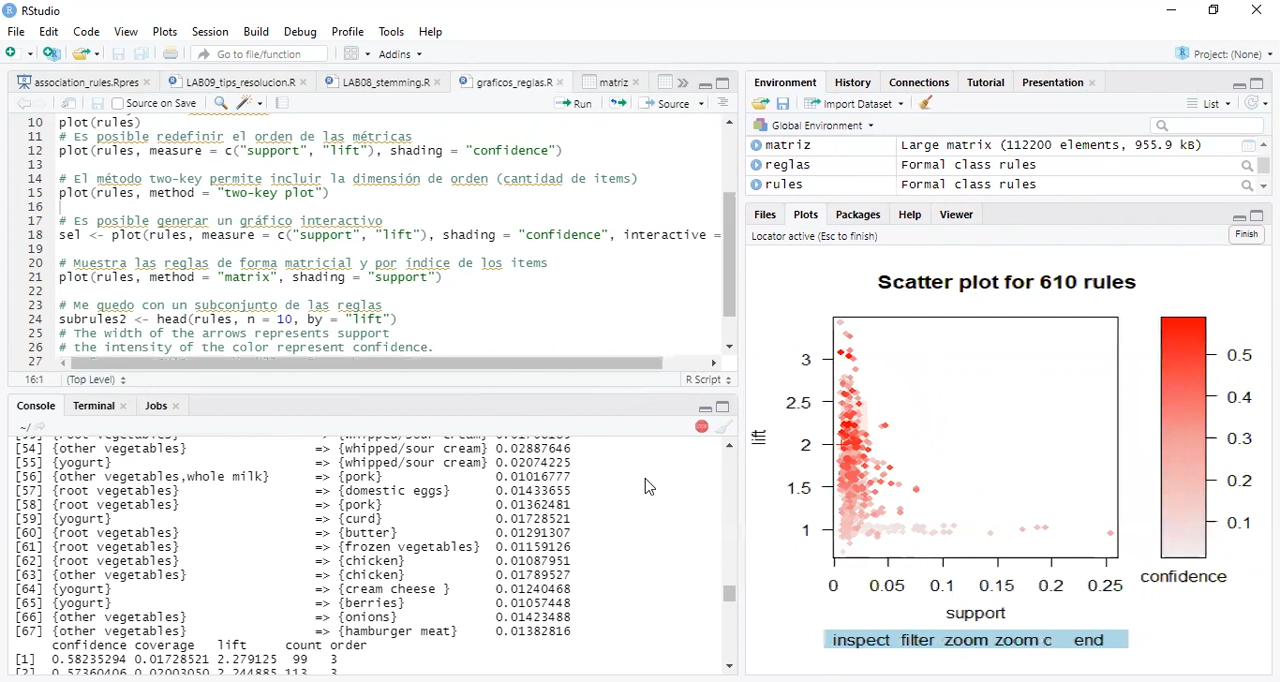 RStudio
File Edit Code View Plots Session Build Debug Profile Tools Help
Go to file/function Addins Project: (None)
association_rules.Rpres LAB09_tips_resolucion.R LAB08_stemming.R graficos_reglas.R matriz
Source on Save Run Source
10 plot(rules)
11 # Es posible redefinir el orden de las métricas
12 plot(rules, measure = c("support", "lift"), shading = "confidence")
13
14 # El método two-key permite incluir la dimensión de orden (cantidad de items)
15 plot(rules, method = "two-key plot")
16
17 # Es posible generar un gráfico interactivo
18 sel <- plot(rules, measure = c("support", "lift"), shading = "confidence", interactive =
19
20 # Muestra las reglas de forma matricial y por indice de los items
21 plot(rules, method = "matrix", shading = "support")
22
23 # Me quedo con un subconjunto de las reglas
24 subrules2 <- head(rules, n = 10, by = "lift")
25 # The width of the arrows represents support
26 # the intensity of the color represent confidence.
27
16:1 (Top Level) R Script
Console Terminal Jobs
~/
[54] {other vegetables} => {whipped/sour cream} 0.02887646
[55] {yogurt} => {whipped/sour cream} 0.02074225
[56] {other vegetables,whole milk} => {pork} 0.01016777
[57] {root vegetables} => {domestic eggs} 0.01433655
[58] {root vegetables} => {pork} 0.01362481
[59] {yogurt} => {curd} 0.01728521
[60] {root vegetables} => {butter} 0.01291307
[61] {root vegetables} => {frozen vegetables} 0.01159126
[62] {root vegetables} => {chicken} 0.01087951
[63] {other vegetables} => {chicken} 0.01789527
[64] {yogurt} => {cream cheese } 0.01240468
[65] {yogurt} => {berries} 0.01057448
[66] {other vegetables} => {onions} 0.01423488
[67] {other vegetables} => {hamburger meat} 0.01382816
confidence coverage lift count order
[1] 0.58235294 0.01728521 2.279125 99 3
[2] 0.57360406 0.02003050 2.244885 113 3
Environment History Connections Tutorial Presentation
Import Dataset List
Global Environment
matriz Large matrix (112200 elements, 955.9 kB)
reglas Formal class rules
rules Formal class rules
Files Plots Packages Help Viewer
Locator active (Esc to finish) Finish
Scatter plot for 610 rules
lift
3
2.5
2
1.5
1
0 0.05 0.1 0.15 0.2 0.25
support
0.5
0.4
0.3
0.2
0.1
confidence
inspect filter zoom zoom c end